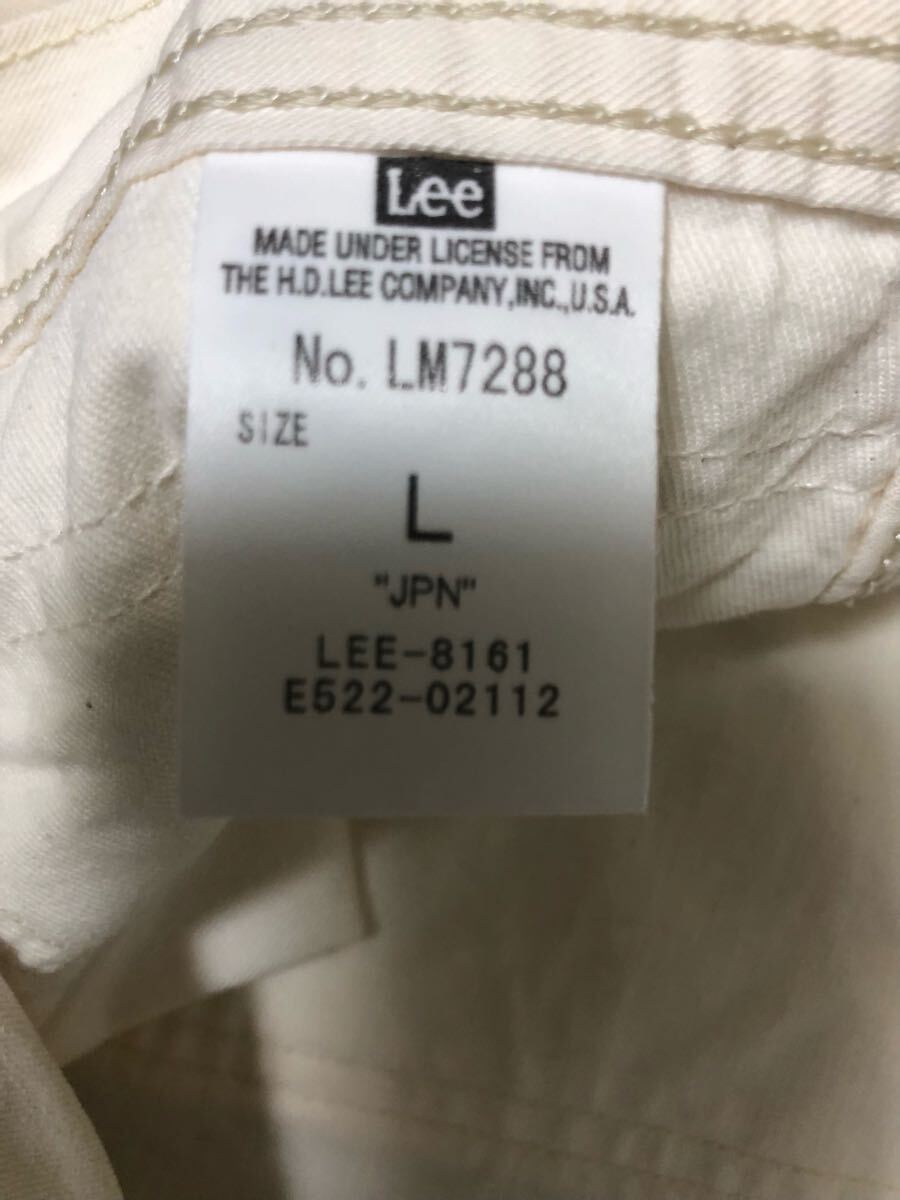 Lee
MADE UNDER LICENSE FROM
THE H.D.LEE COMPANY,INC.,U.S.A.
No. LM7288
SIZE
L
"JPN"
LEE-8161
E522-02112